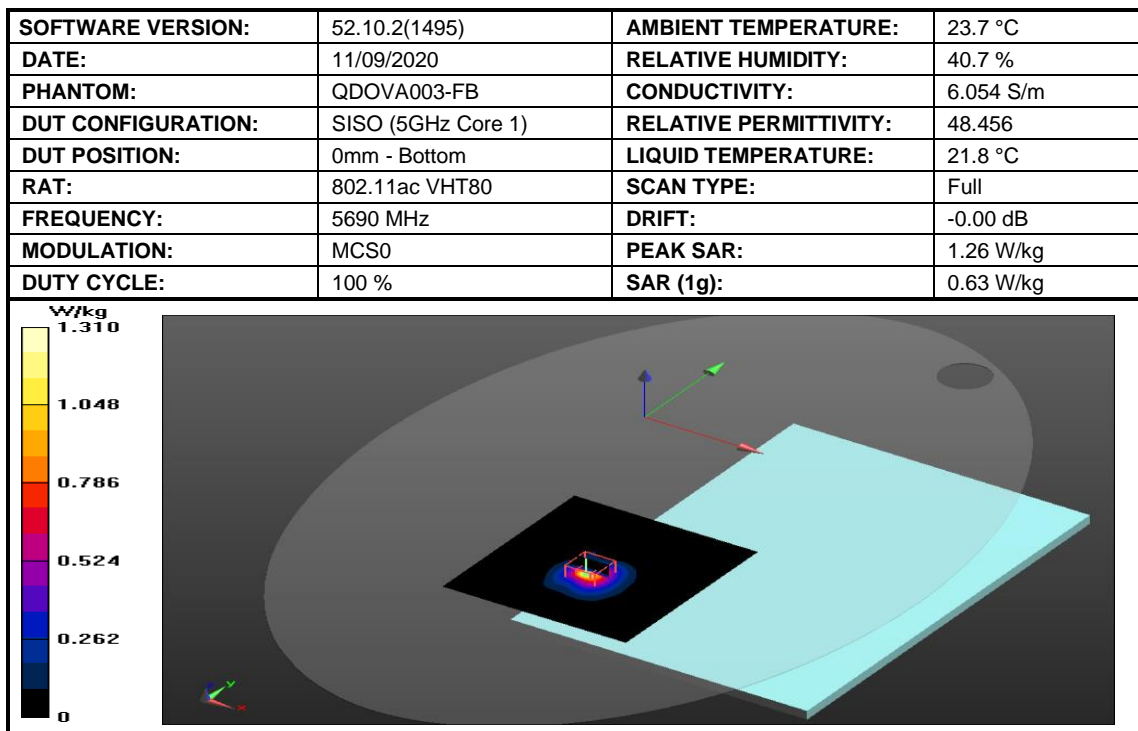 SOFTWARE VERSION: 52.10.2(1495) AMBIENT TEMPERATURE: 23.7 °C
DATE: 11/09/2020 RELATIVE HUMIDITY: 40.7 %
PHANTOM: QDOVA003-FB CONDUCTIVITY: 6.054 S/m
DUT CONFIGURATION: SISO (5GHz Core 1) RELATIVE PERMITTIVITY: 48.456
DUT POSITION: 0mm - Bottom LIQUID TEMPERATURE: 21.8 °C
RAT: 802.11ac VHT80 SCAN TYPE: Full
FREQUENCY: 5690 MHz DRIFT: -0.00 dB
MODULATION: MCS0 PEAK SAR: 1.26 W/kg
DUTY CYCLE: 100 % SAR (1g): 0.63 W/kg
W/kg
1.310
1.048
0.786
0.524
0.262
0
Y
X